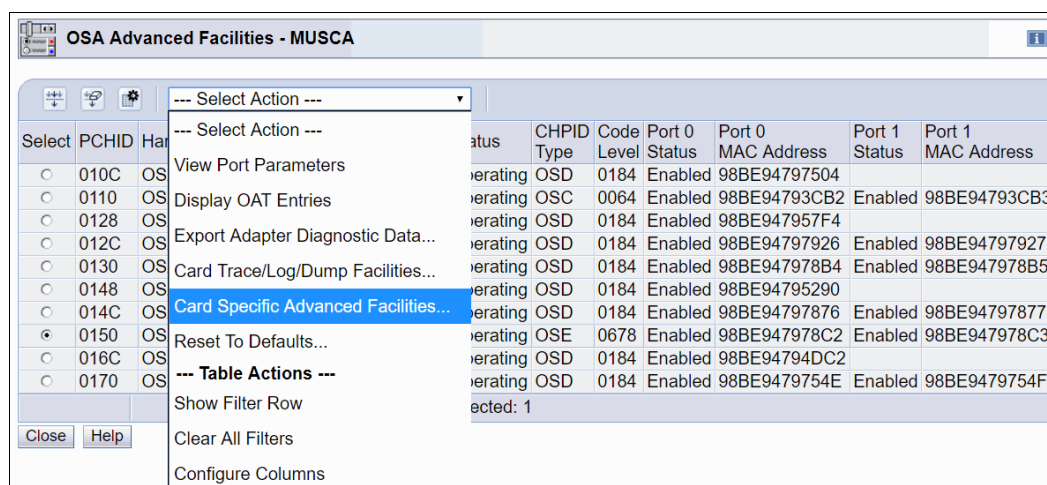 OSA Advanced Facilities - MUSCA
--- Select Action ---
--- Select Action ---
View Port Parameters
Display OAT Entries
Export Adapter Diagnostic Data...
Card Trace/Log/Dump Facilities...
Card Specific Advanced Facilities...
Reset To Defaults...
--- Table Actions ---
Show Filter Row
Clear All Filters
Configure Columns
Select PCHID Har atus CHPID Type Code Level Port 0 Status Port 0 MAC Address Port 1 Status Port 1 MAC Address
010C OS perating OSD 0184 Enabled 98BE94797504
0110 OS perating OSC 0064 Enabled 98BE94793CB2 Enabled 98BE94793CB3
0128 OS perating OSD 0184 Enabled 98BE947957F4
012C OS perating OSD 0184 Enabled 98BE94797926 Enabled 98BE94797927
0130 OS perating OSD 0184 Enabled 98BE947978B4 Enabled 98BE947978B5
0148 OS perating OSD 0184 Enabled 98BE94795290
014C OS perating OSD 0184 Enabled 98BE94797876 Enabled 98BE94797877
0150 OS perating OSE 0678 Enabled 98BE947978C2 Enabled 98BE947978C3
016C OS perating OSD 0184 Enabled 98BE94794DC2
0170 OS perating OSD 0184 Enabled 98BE9479754E Enabled 98BE9479754F
ected: 1
Close Help